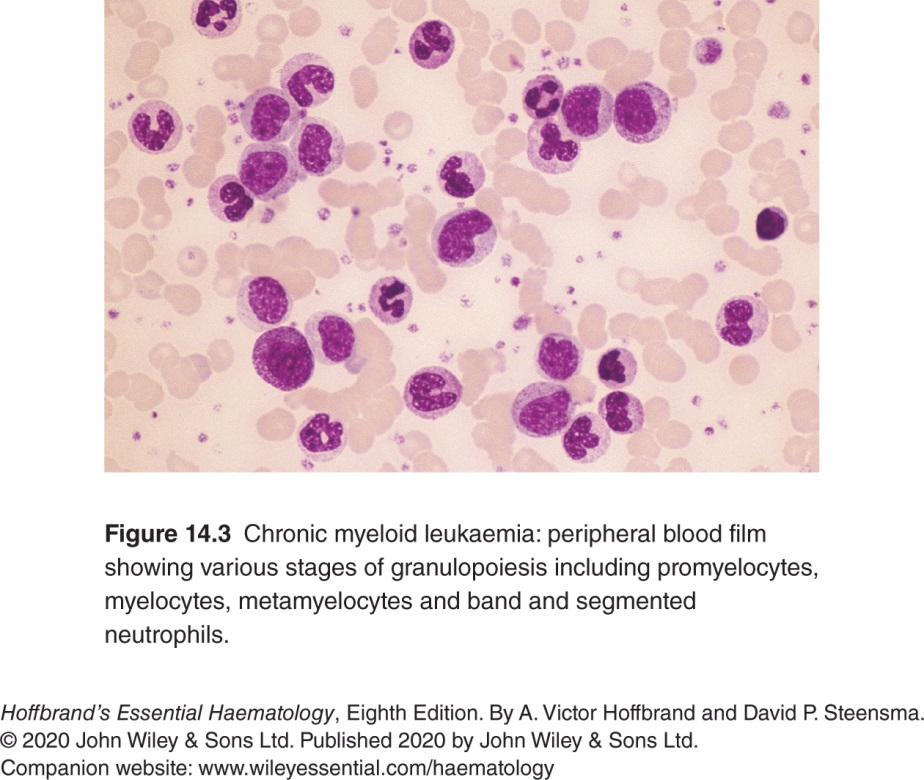 Figure 14.3 Chronic myeloid leukaemia: peripheral blood film
showing various stages of granulopoiesis including promyelocytes,
myelocytes, metamyelocytes and band and segmented
neutrophils.
Hoffbrand's Essential Haematology, Eighth Edition. By A. Victor Hoffbrand and David P. Steensma.
© 2020 John Wiley & Sons Ltd. Published 2020 by John Wiley & Sons Ltd.
Companion website: www.wileyessential.com/haematology